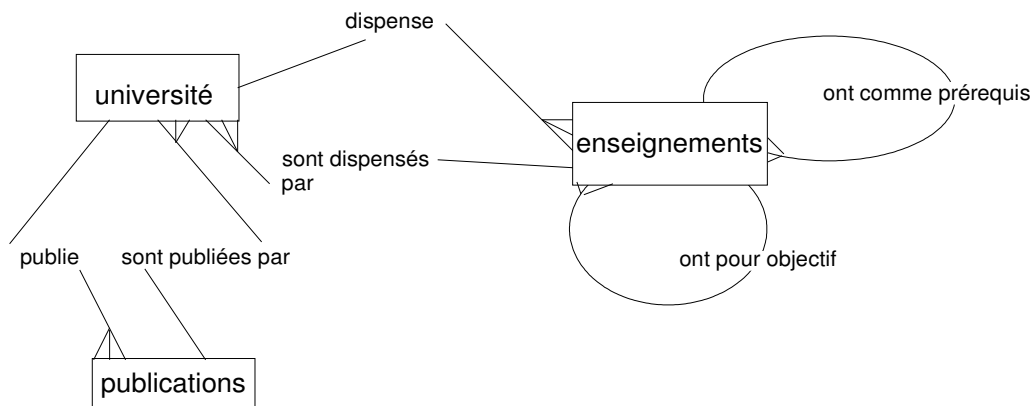 dispense
université
ont comme prérequis
enseignements
sont dispensés
par
publie
sont publiées par
ont pour objectif
publications